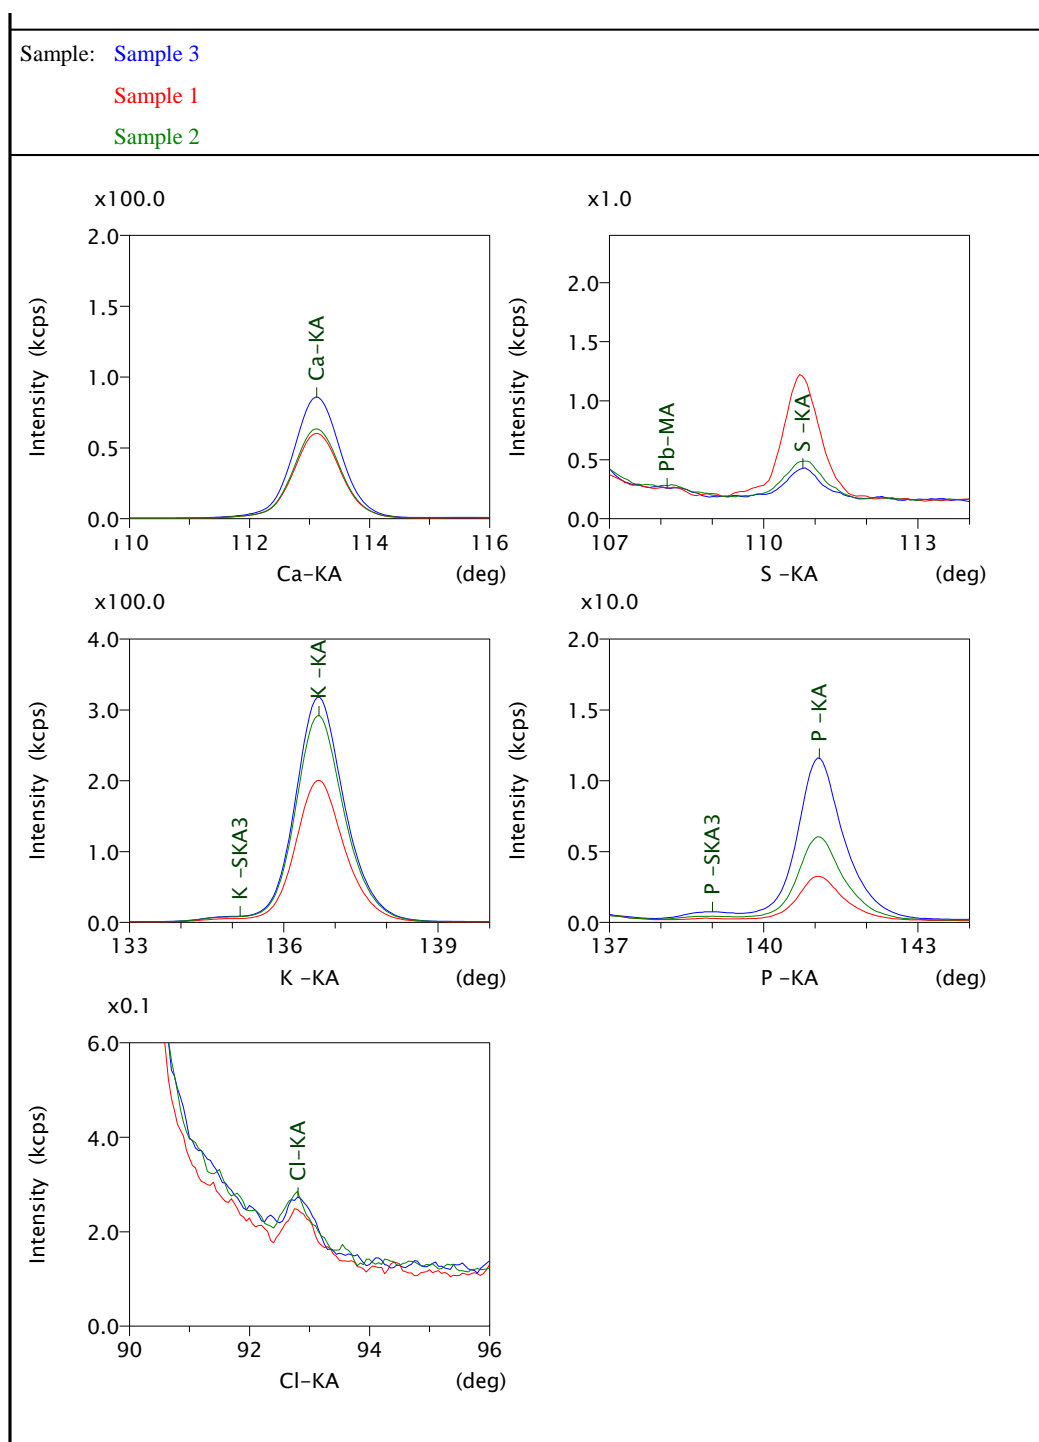 Sample: Sample 3
Sample 1
Sample 2
x100.0
2.0
1.5
1.0
0.5
0.0
Intensity (kcps)
Ca-KA
110 112 114 116
Ca-KA (deg)
x1.0
2.0
1.5
1.0
0.5
0.0
Intensity (kcps)
Pb-MA
S -KA
107 110 113
S -KA (deg)
x100.0
4.0
3.0
2.0
1.0
0.0
Intensity (kcps)
K -SKA3
K -KA
133 136 139
K -KA (deg)
x10.0
2.0
1.5
1.0
0.5
0.0
Intensity (kcps)
P -SKA3
P -KA
137 140 143
P -KA (deg)
x0.1
6.0
4.0
2.0
0.0
Intensity (kcps)
Cl-KA
90 92 94 96
Cl-KA (deg)